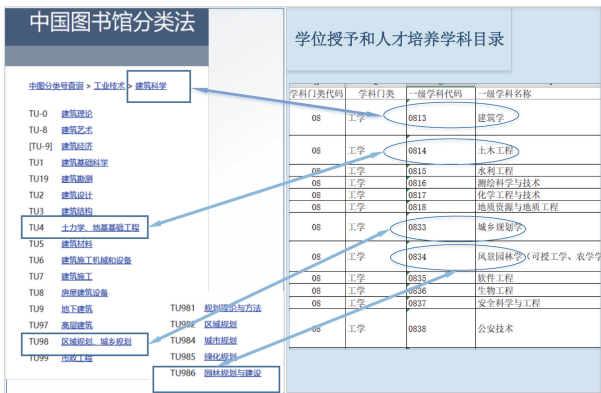 中国图书馆分类法
中图分类号查询 > 工业技术 > 建筑科学
TU-0 建筑理论
TU-8 建筑艺术
[TU-9] 建筑经济
TU1 建筑基础科学
TU19 建筑勘测
TU2 建筑设计
TU3 建筑结构
TU4 土力学、地基基础工程
TU5 建筑材料
TU6 建筑施工机械和设备
TU7 建筑施工
TU8 房屋建筑设备
TU9 地下建筑
TU97 高层建筑
TU98 区域规划、城乡规划
TU99 市政工程
TU981 规划理论与方法
TU982 区域规划
TU984 城市规划
TU985 绿化规划
TU986 园林规划与建设
学位授予和人才培养学科目录
学科门类代码 学科门类 一级学科代码 一级学科名称
08 工学 0813 建筑学
08 工学 0814 土木工程
08 工学 0815 水利工程
08 工学 0816 测绘科学与技术
08 工学 0817 化学工程与技术
08 工学 0818 地质资源与地质工程
08 工学 0833 城乡规划学
08 工学 0834 风景园林学(可授工学、农学学
08 工学 0835 软件工程
08 工学 0836 生物工程
08 工学 0837 安全科学与工程
08 工学 0838 公安技术